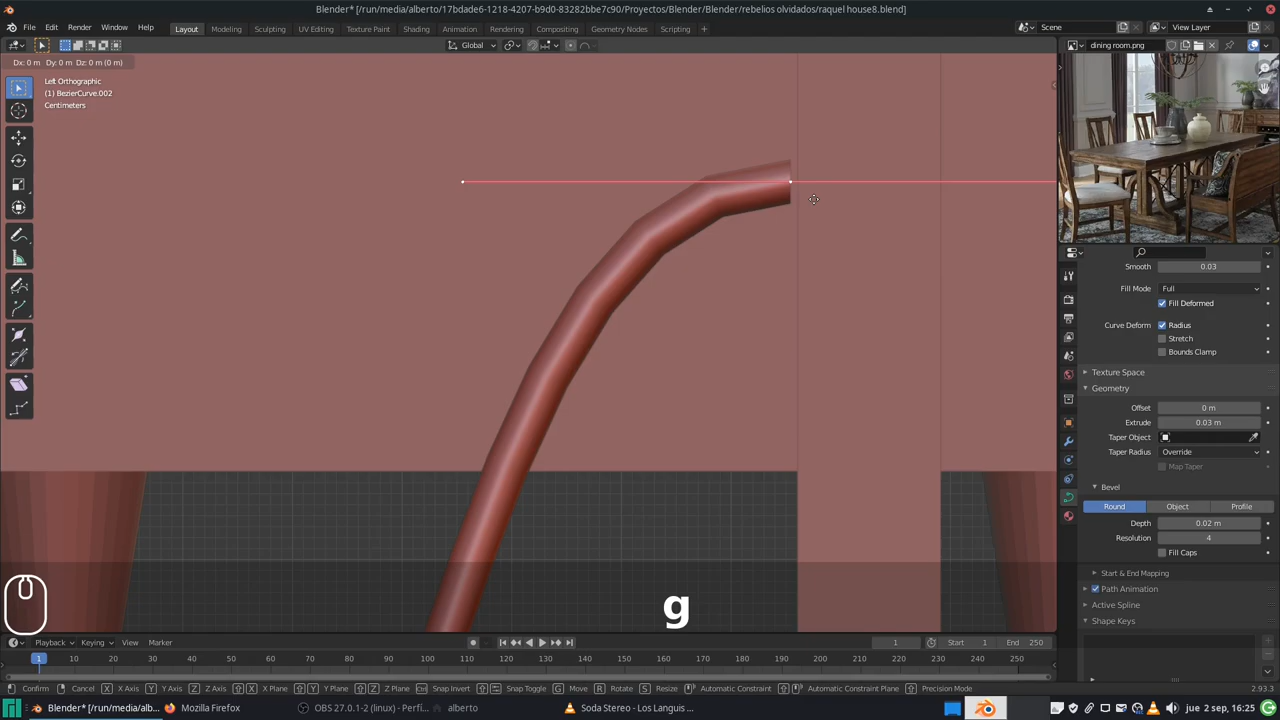 Blender* [/run/media/alberto/17bdade6-1218-4207-b9d0-83282bbe7c90/Proyectos/Blender/Blender/rebelios olvidados/raquel house8.blend]
File Edit Render Window Help Layout Modeling Sculpting UV Editing Texture Paint Shading Animation Rendering Compositing Geometry Nodes Scripting Scene View Layer
Global dining room.png
Dx: 0 m Dy: 0 m Dz: 0 m (0 m)
Left Orthographic
(1) BezierCurve.002
Centimeters
Smooth 0.03
Fill Mode Full
Fill Deformed
Curve Deform Radius
Stretch
Bounds Clamp
Texture Space
Geometry
Offset 0 m
Extrude 0.03 m
Taper Object
Taper Radius Override
Map Taper
Bevel
Round Object Profile
Depth 0.02 m
Resolution 4
Fill Caps
Start & End Mapping
Path Animation
Active Spline
Shape Keys
g
Playback Keying View Marker 1 Start 1 End 250
1 10 20 30 40 50 60 70 80 90 100 110 120 130 140 150 160 170 180 190 200 210 220 230 240 250
Confirm Cancel X X Axis Y Y Axis Z Z Axis X X Plane Y Y Plane Z Z Plane Ctrl Snap Invert Snap Toggle G Move R Rotate S Resize Automatic Constraint Automatic Constraint Plane Precision Mode 2.93.3
Blender* [/run/media/alb... Molly Firefox OBS 27.0.1-2 (linux) - Perfi... alberto Soda Stereo - Los Languis ... jue 2 sep, 16:25